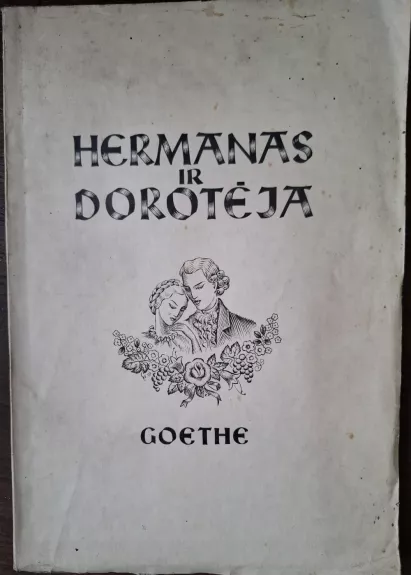 HERMANAS
IR
DOROTĖJA
GOETHE